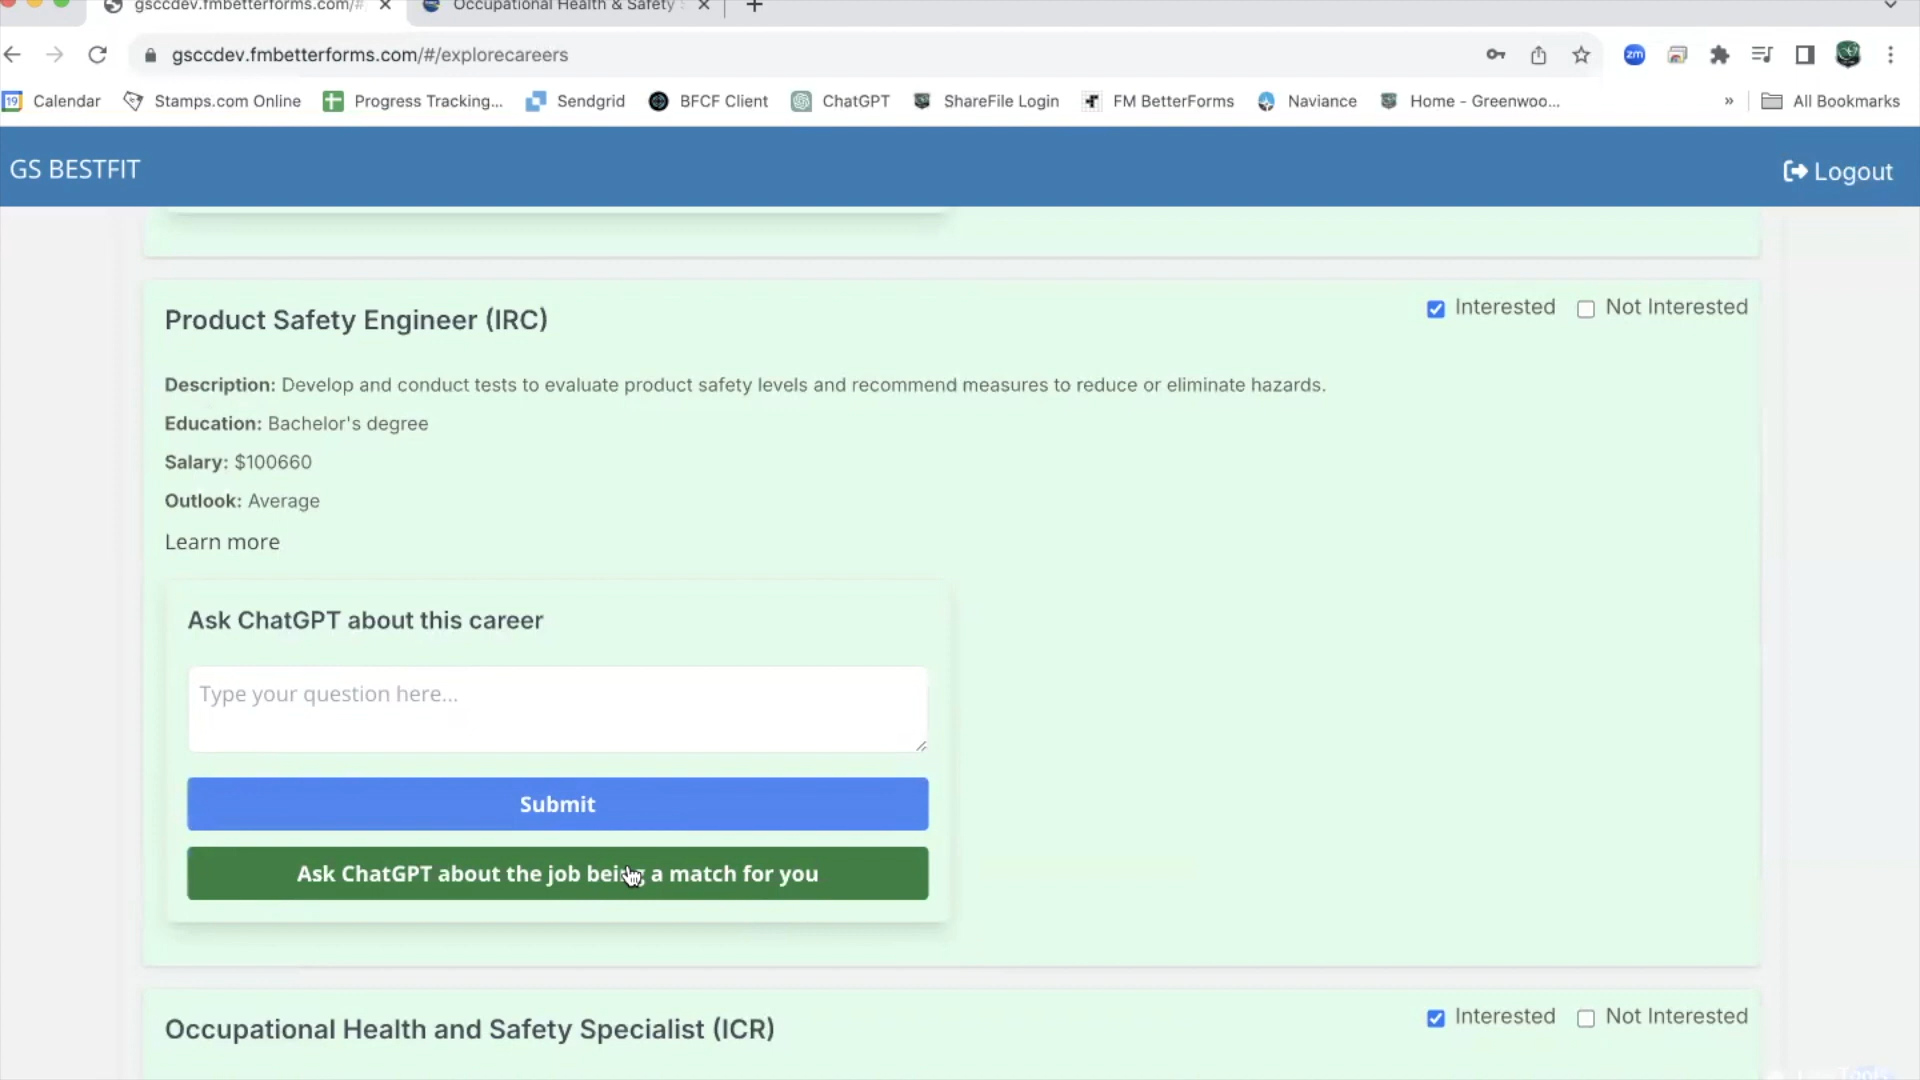 gsccdev.fmbetterforms.com/#
Occupational Health & Safety
gsccdev.fmbetterforms.com/#/explorecareers
zm
19 Calendar
Stamps.com Online
Progress Tracking...
Sendgrid
BFCF Client
ChatGPT
ShareFile Login
FM BetterForms
Naviance
Home - Greenwoo...
»
All Bookmarks
GS BESTFIT
Logout
Product Safety Engineer (IRC)
Interested
Not Interested
Description: Develop and conduct tests to evaluate product safety levels and recommend measures to reduce or eliminate hazards.
Education: Bachelor's degree
Salary: $100660
Outlook: Average
Learn more
Ask ChatGPT about this career
Type your question here...
Submit
Ask ChatGPT about the job being a match for you
Occupational Health and Safety Specialist (ICR)
Interested
Not Interested